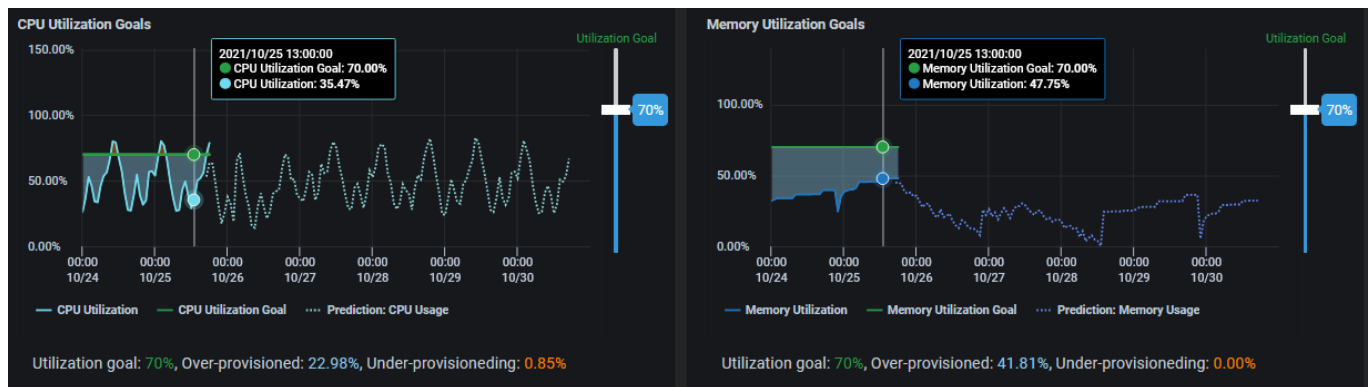 CPU Utilization Goals
150.00%
100.00%
50.00%
0.00%
2021/10/25 13:00:00
CPU Utilization Goal: 70.00%
CPU Utilization: 35.47%
Utilization Goal
70%
00:00 00:00 00:00 00:00 00:00 00:00 00:00
10/24 10/25 10/26 10/27 10/28 10/29 10/30
CPU Utilization CPU Utilization Goal Prediction: CPU Usage
Utilization goal: 70%, Over-provisioned: 22.98%, Under-provisioneding: 0.85%
Memory Utilization Goals
100.00%
50.00%
0.00%
2021/10/25 13:00:00
Memory Utilization Goal: 70.00%
Memory Utilization: 47.75%
Utilization Goal
70%
00:00 00:00 00:00 00:00 00:00 00:00 00:00
10/24 10/25 10/26 10/27 10/28 10/29 10/30
Memory Utilization Memory Utilization Goal Prediction: Memory Usage
Utilization goal: 70%, Over-provisioned: 41.81%, Under-provisioneding: 0.00%